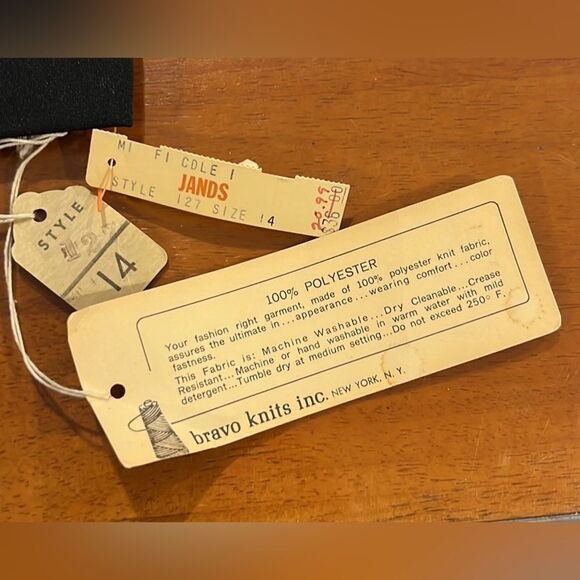 MI FI COLE I
JANDS
STYLE 127 SIZE 14
20.99
$36.00
STYLE
127
14
100% POLYESTER
Your fashion right garment, made of 100% polyester knit fabric,
assures the ultimate in...appearance...wearing comfort...color
fastness.
This Fabric is: Machine Washable...Dry Cleanable...Crease
Resistant...Machine or hand washable in warm water with mild
detergent...Tumble dry at medium setting...Do not exceed 250° F.
bravo knits inc. NEW YORK, N. Y.